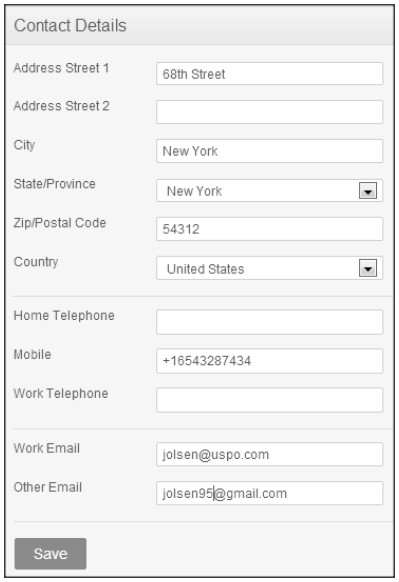 Contact Details
Address Street 1 68th Street
Address Street 2
City New York
State/Province New York
Zip/Postal Code 54312
Country United States
Home Telephone
Mobile +16543287434
Work Telephone
Work Email jolsen@uspo.com
Other Email jolsen95@gmail.com
Save